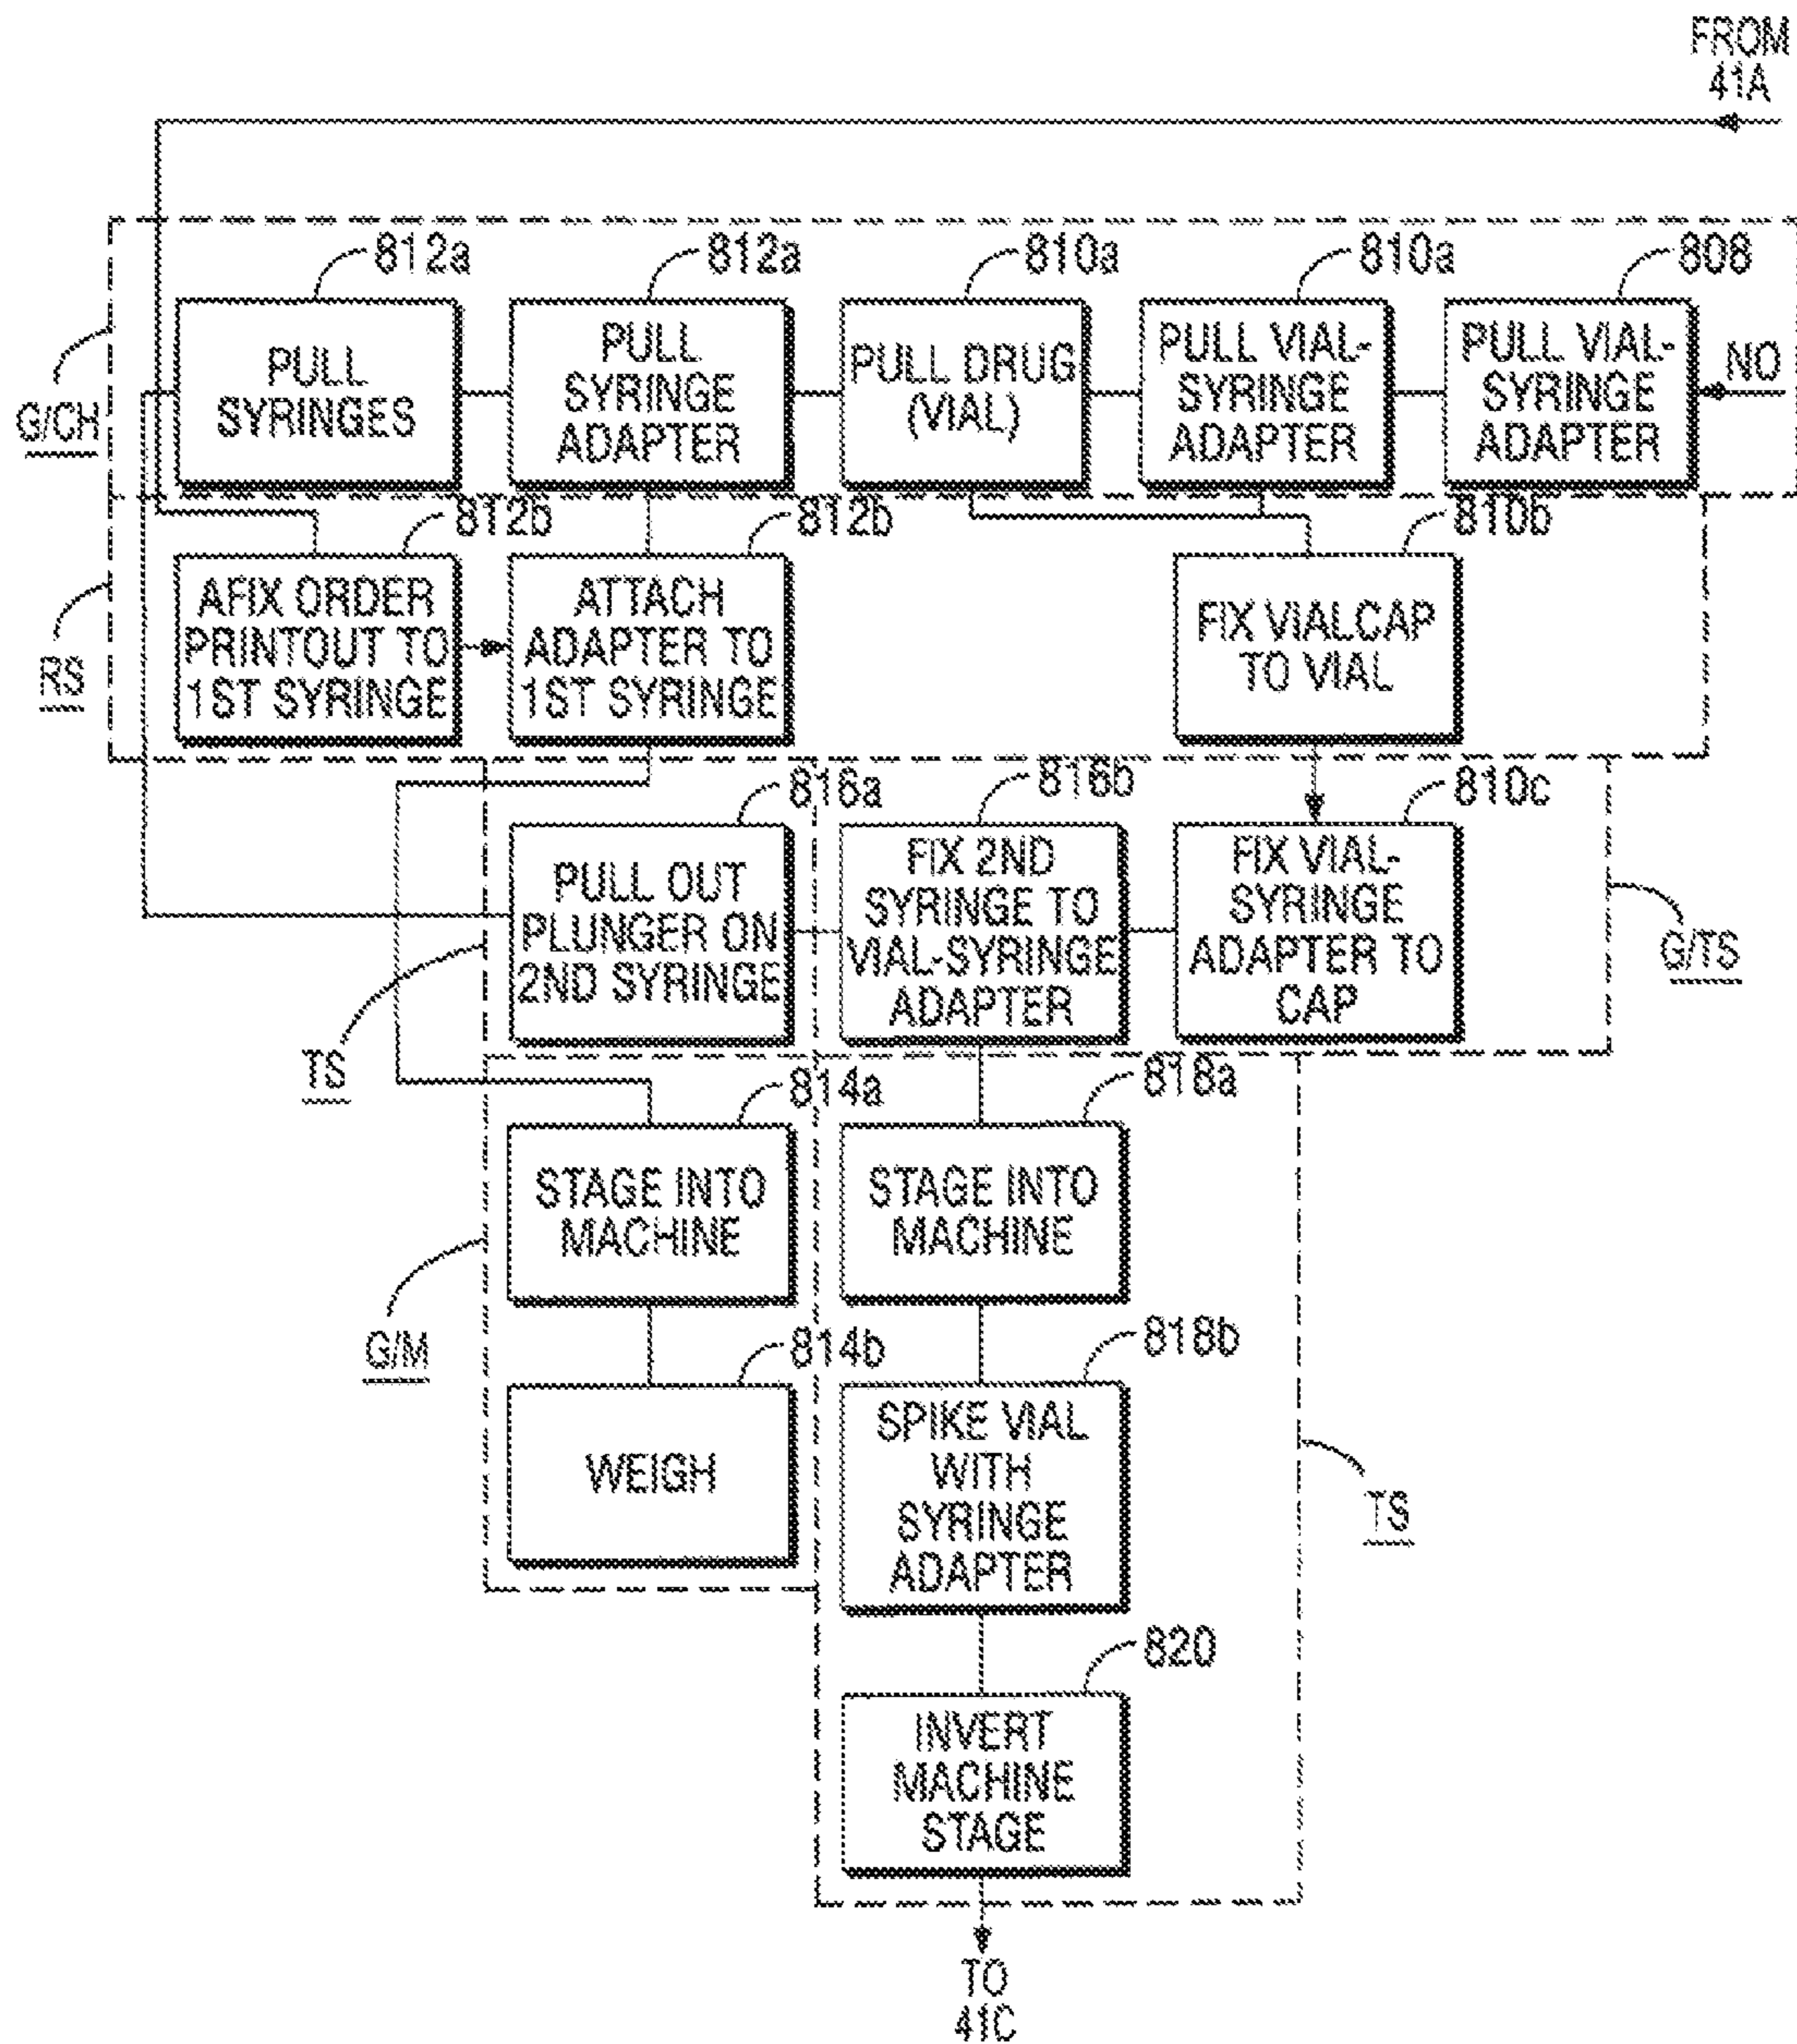 FROM
41A
812a
812a
810a
810a
808
PULL
SYRINGES
PULL
SYRINGE
ADAPTER
PULL DRUG
(VIAL)
PULL VIAL-
SYRINGE
ADAPTER
PULL VIAL-
SYRINGE
ADAPTER
NO
G/CH
812b
812b
810b
AFIX ORDER
PRINTOUT TO
1ST SYRINGE
ATTACH
ADAPTER TO
1ST SYRINGE
FIX VIALCAP
TO VIAL
RS
816a
816b
810c
PULL OUT
PLUNGER ON
2ND SYRINGE
FIX 2ND
SYRINGE TO
VIAL-SYRINGE
ADAPTER
FIX VIAL-
SYRINGE
ADAPTER TO
CAP
G/TS
TS
814a
818a
STAGE INTO
MACHINE
STAGE INTO
MACHINE
G/M
814b
818b
WEIGH
SPIKE VIAL
WITH
SYRINGE
ADAPTER
TS
820
INVERT
MACHINE
STAGE
TO
41C